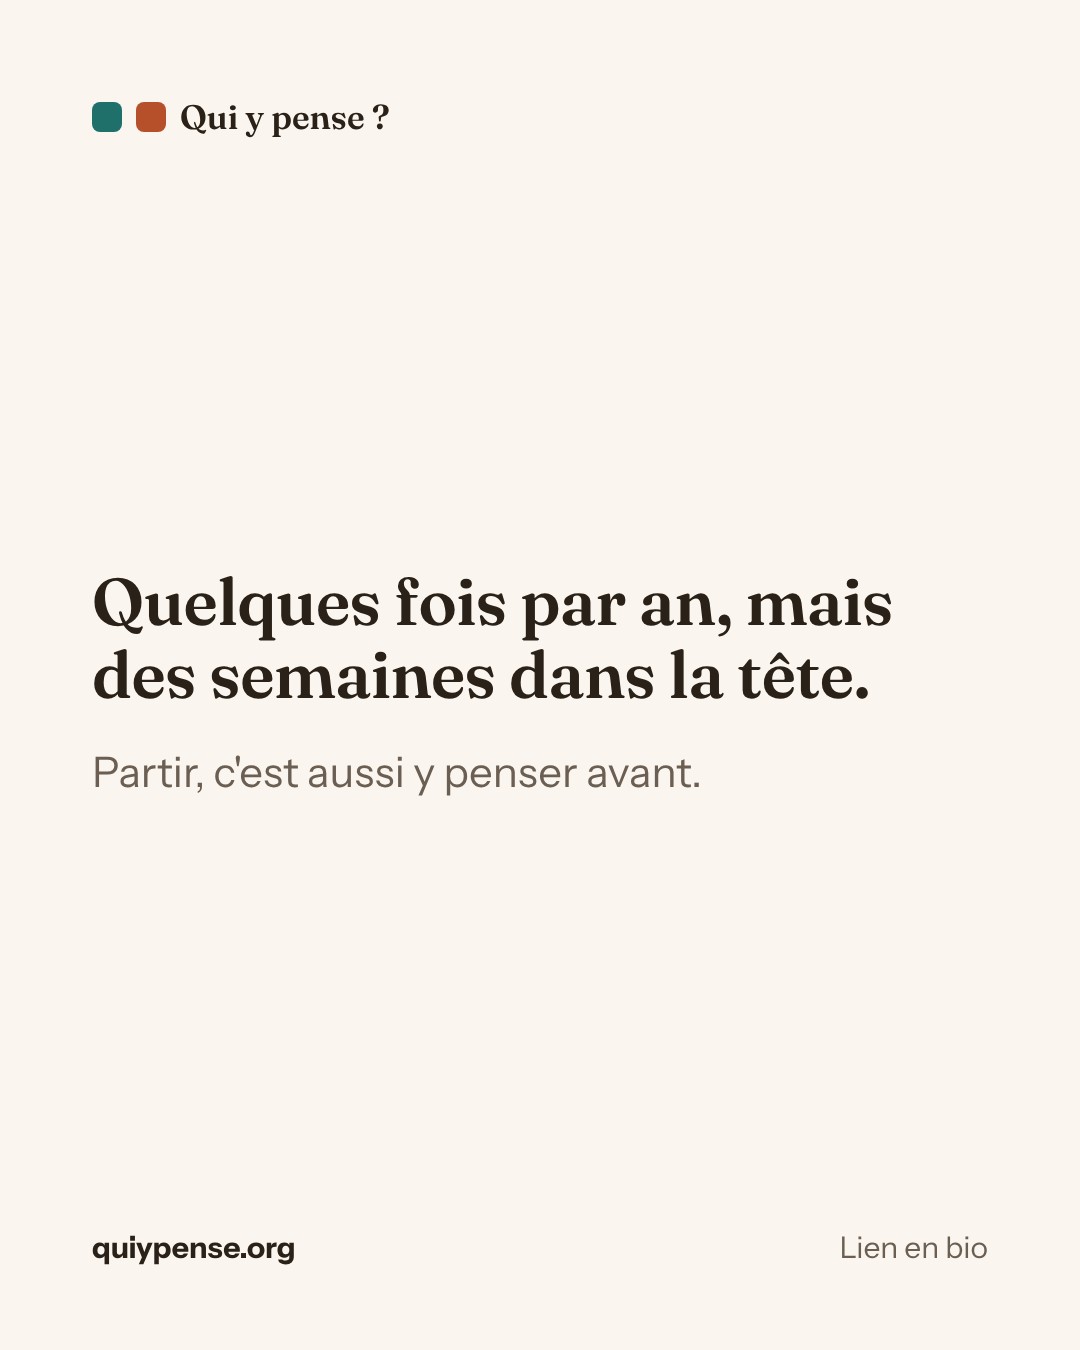 Qui y pense ?
Quelques fois par an, mais
des semaines dans la tête.
Partir, c'est aussi y penser avant.
quiypense.org
Lien en bio